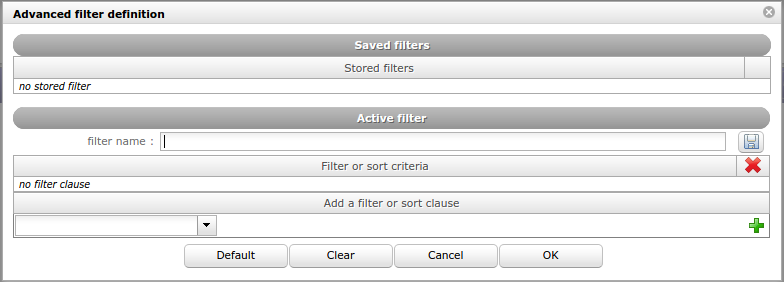 Advanced filter definition
Saved filters
Stored filters
no stored filter
Active filter
filter name :
Filter or sort criteria
no filter clause
Add a filter or sort clause
Default Clear Cancel OK